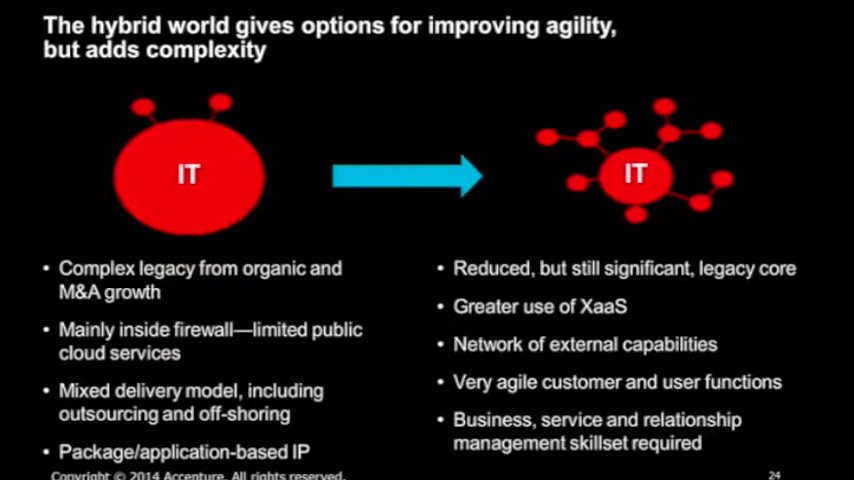 The hybrid world gives options for improving agility,
but adds complexity
IT
IT
• Complex legacy from organic and
M&A growth
• Mainly inside firewall—limited public
cloud services
• Mixed delivery model, including
outsourcing and off-shoring
• Package/application-based IP
• Reduced, but still significant, legacy core
• Greater use of XaaS
• Network of external capabilities
• Very agile customer and user functions
• Business, service and relationship
management skillset required
Copyright © 2014 Accenture. All rights reserved.
24